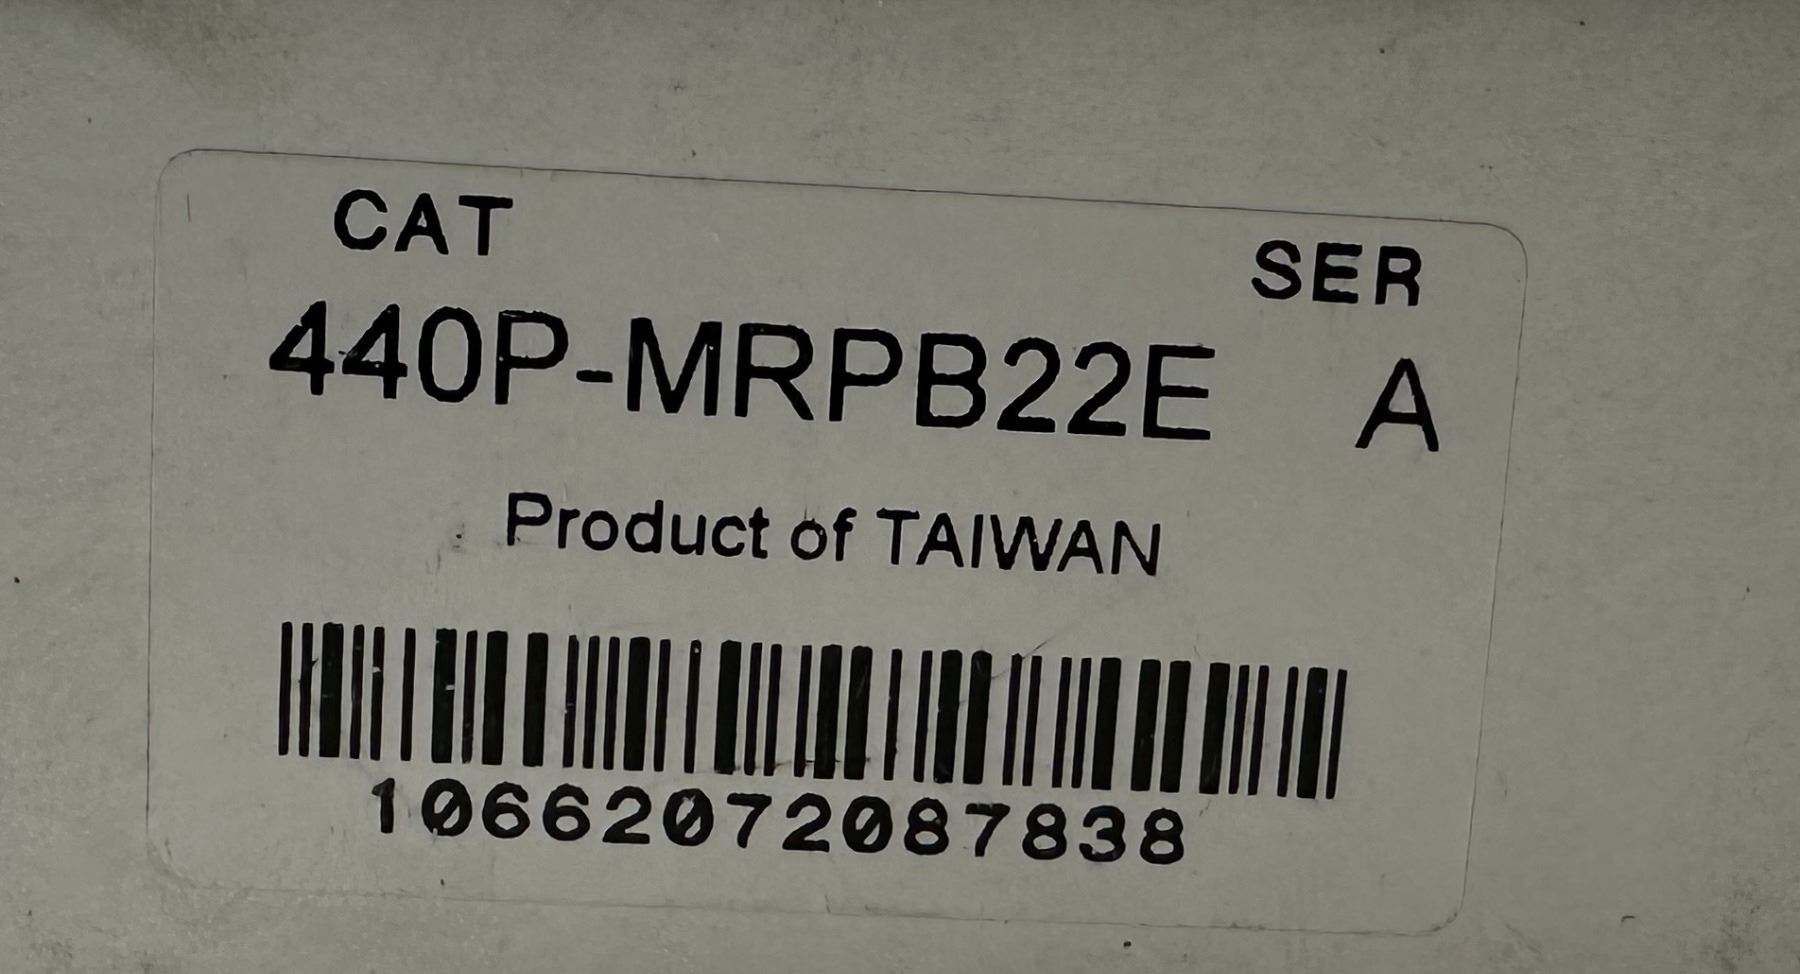 CAT SER
440P-MRPB22E A
Product of TAIWAN
10662072087838